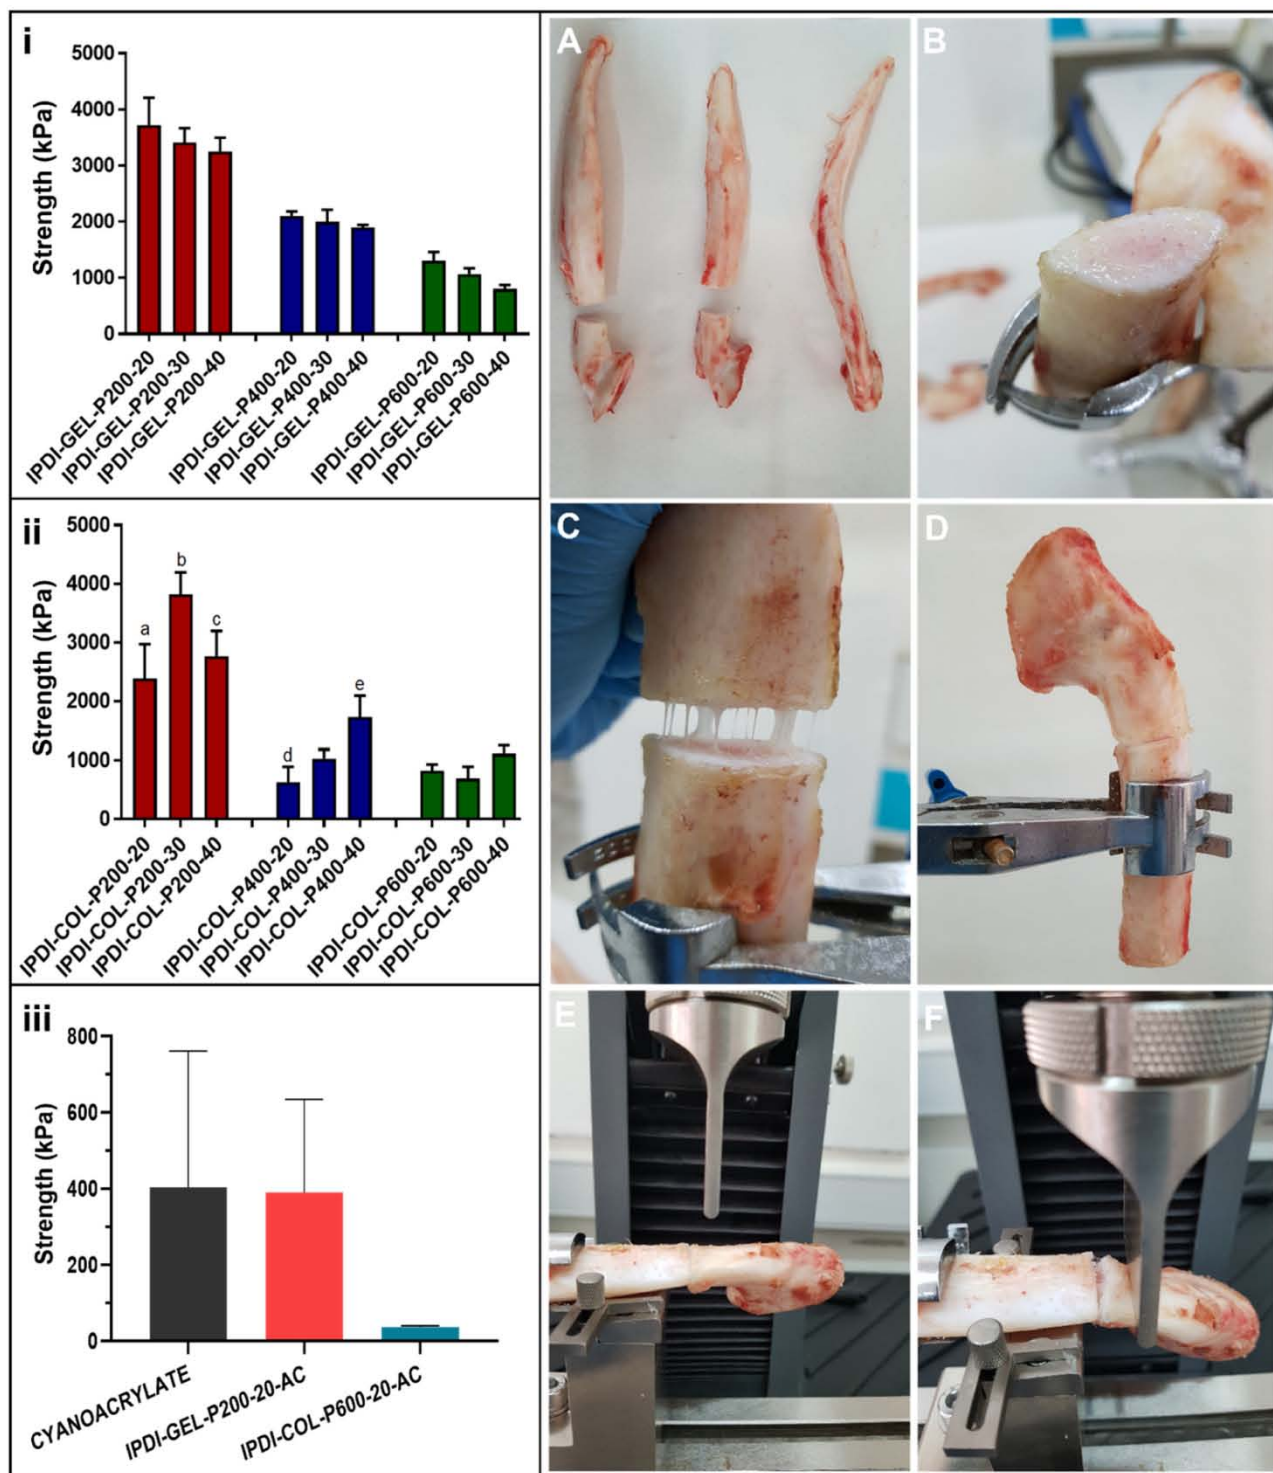 i
Strength (kPa)
5000
4000
3000
2000
1000
0
IPDI-GEL-P200-20
IPDI-GEL-P200-30
IPDI-GEL-P200-40
IPDI-GEL-P400-20
IPDI-GEL-P400-30
IPDI-GEL-P400-40
IPDI-GEL-P600-20
IPDI-GEL-P600-30
IPDI-GEL-P600-40
A
B
ii
Strength (kPa)
5000
4000
3000
2000
1000
0
a
b
c
d
e
IPDI-COL-P200-20
IPDI-COL-P200-30
IPDI-COL-P200-40
IPDI-COL-P400-20
IPDI-COL-P400-30
IPDI-COL-P400-40
IPDI-COL-P600-20
IPDI-COL-P600-30
IPDI-COL-P600-40
C
D
iii
Strength (kPa)
800
600
400
200
0
CYANOACRYLATE
IPDI-GEL-P200-20-AC
IPDI-COL-P600-20-AC
E
F